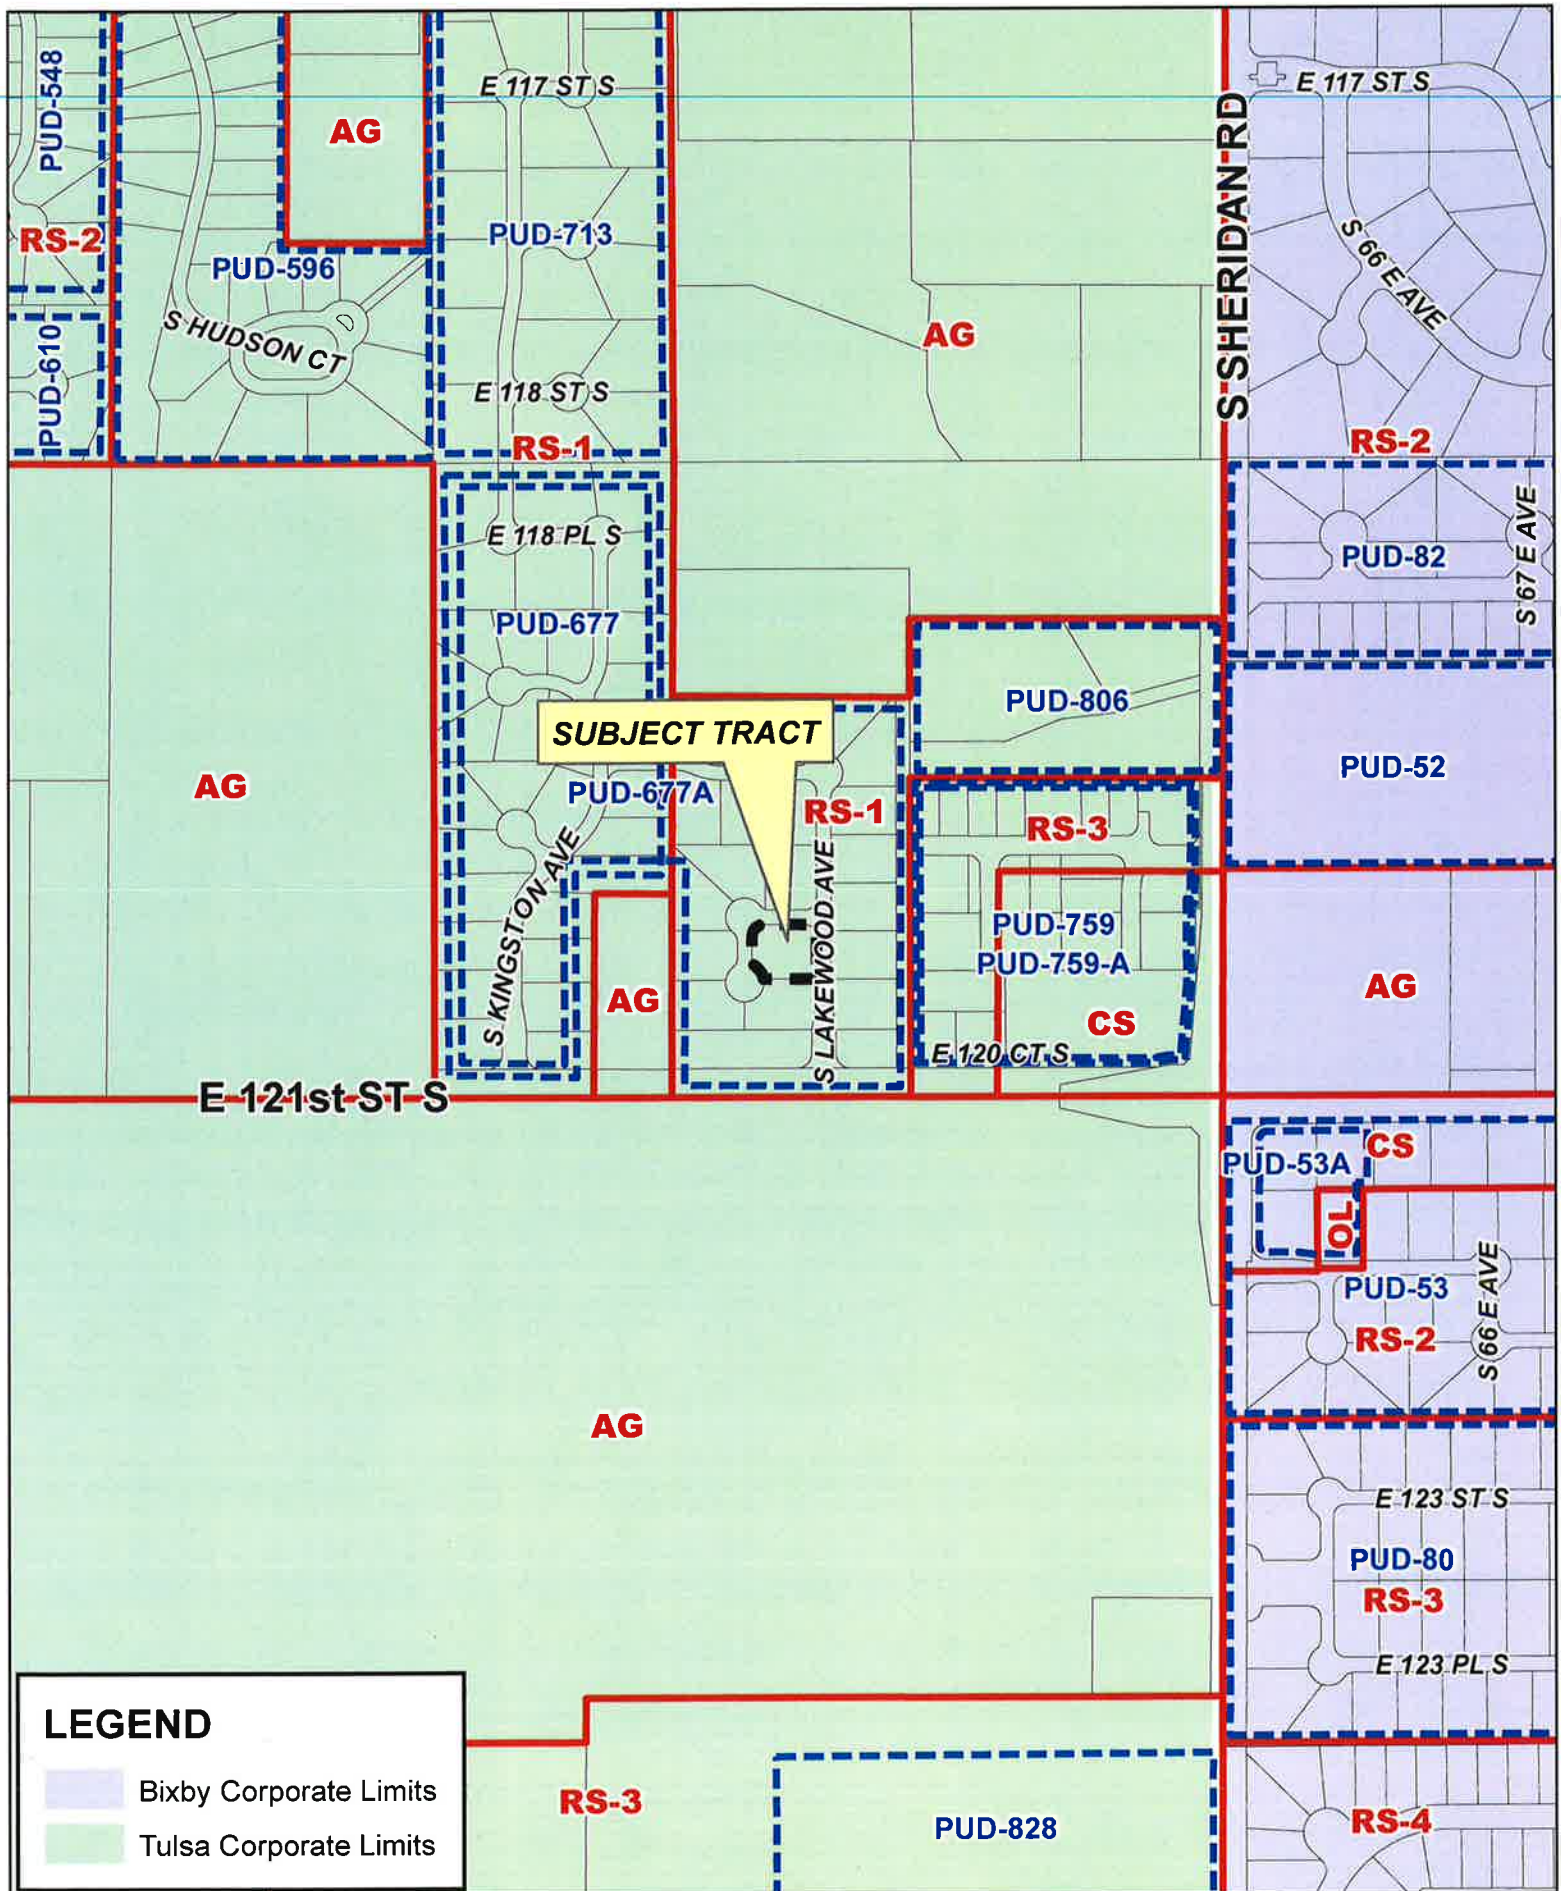 PUD-548
E 117 ST S
E 117 ST S
AG
S SHERIDAN RD
RS-2
PUD-713
PUD-596
S 66 E AVE
S HUDSON CT
AG
PUD-610
E 118 ST S
RS-1
RS-2
E 118 PL S
PUD-82
S 67 E AVE
PUD-677
PUD-806
SUBJECT TRACT
PUD-52
AG
PUD-677A
RS-1
RS-3
S KINGSTON AVE
S LAKEWOOD AVE
PUD-759
PUD-759-A
AG
AG
CS
E 120 CT S
E 121st ST S
CS
PUD-53A
OL
PUD-53
S 66 E AVE
RS-2
AG
E 123 ST S
PUD-80
RS-3
E 123 PL S
LEGEND
Bixby Corporate Limits
Tulsa Corporate Limits
RS-3
PUD-828
RS-4